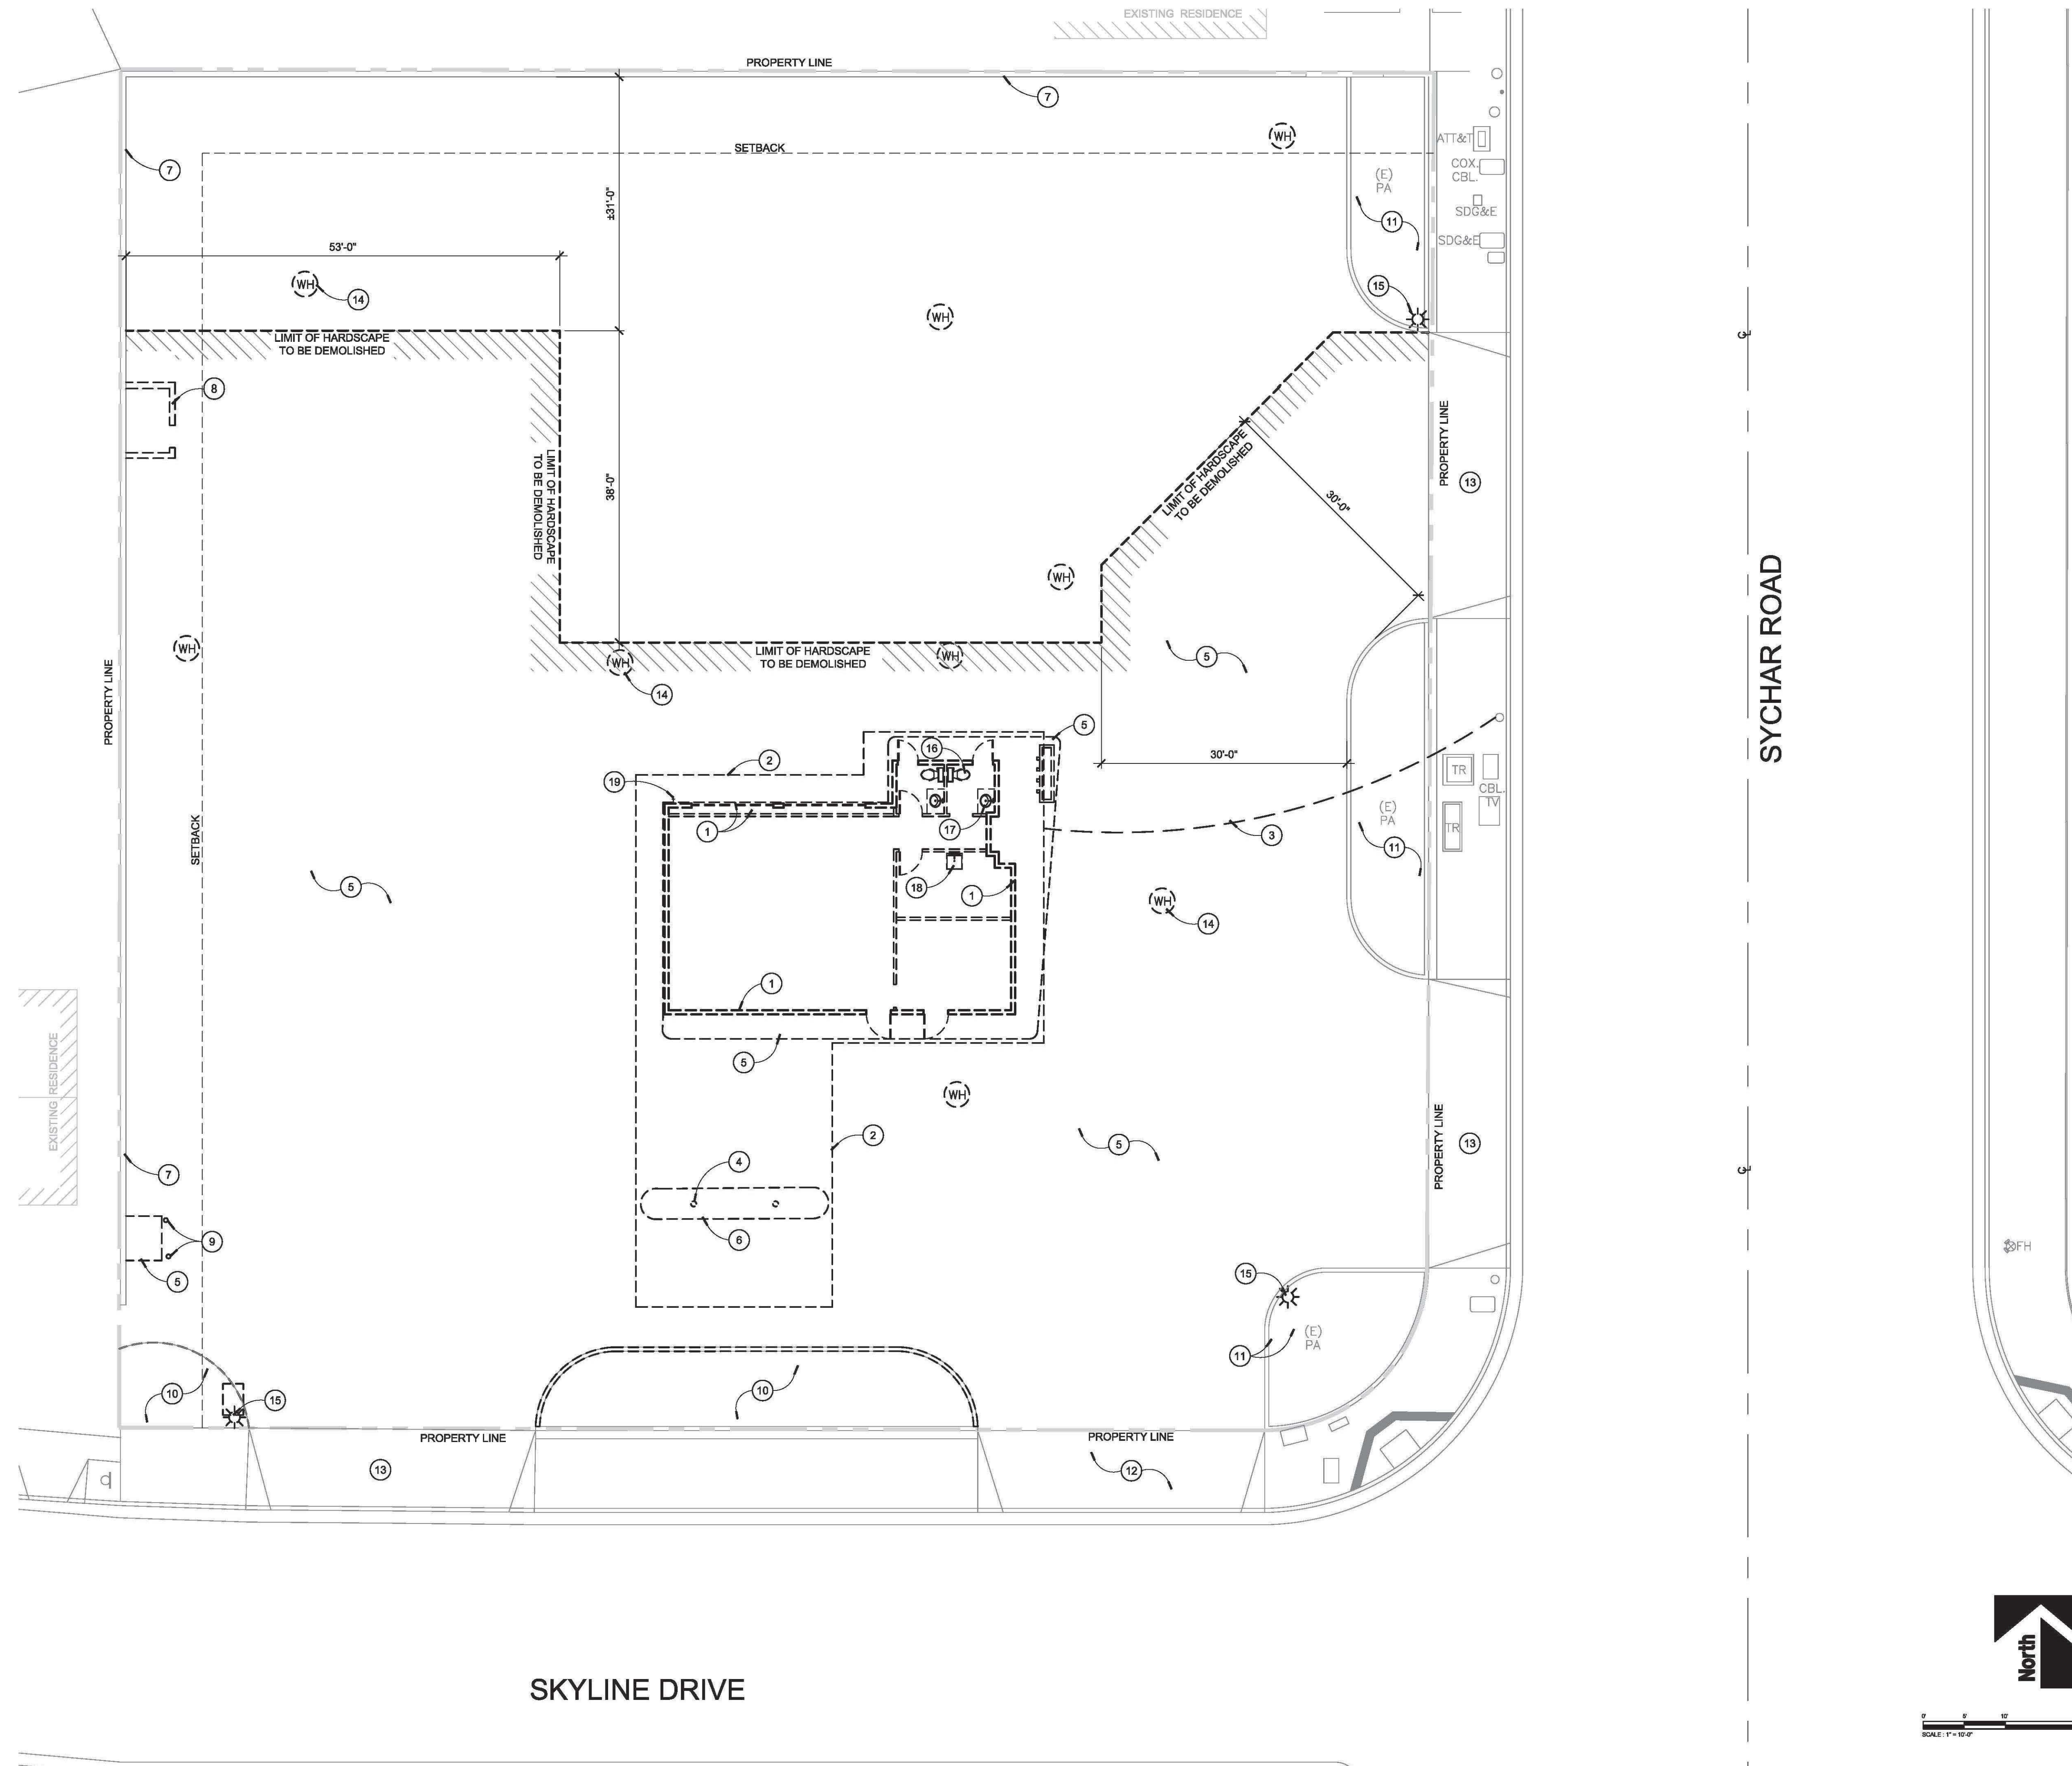 EXISTING RESIDENCE
PROPERTY LINE
7
WH
SETBACK
ATT&T
7
COX.
CBL.
(E)
PA
±31'-0"
SDG&E
11
53'-0"
SDG&E
WH
14
15
WH
LIMIT OF HARDSCAPE
TO BE DEMOLISHED
℄
8
PROPERTY LINE
LIMIT OF HARDSCAPE
TO BE DEMOLISHED
LIMIT OF HARDSCAPE
TO BE DEMOLISHED
38'-0"
30'-0"
13
WH
SYCHAR ROAD
WH
LIMIT OF HARDSCAPE
TO BE DEMOLISHED
WH
WH
5
14
PROPERTY LINE
5
16
2
30'-0"
19
TR
CBL.
TV
(E)
PA
1
17
3
TR
SETBACK
11
18
1
5
WH
14
1
EXISTING RESIDENCE
5
WH
2
5
PROPERTY LINE
13
4
7
℄
9
6
FH
5
15
(E)
PA
11
10
15
10
PROPERTY LINE
PROPERTY LINE
13
12
d
North
SKYLINE DRIVE
0' 5' 10'
SCALE : 1" = 10'-0"